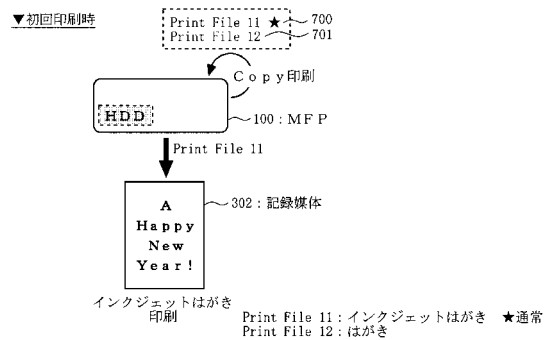 ▼初回印刷時
Print File 11 ★ 700
Print File 12 701
Copy印刷
HDD
100：MFP
Print File 11
302：記録媒体
A
Happy
New
Year!
インクジェットはがき
印刷
Print File 11：インクジェットはがき ★通常
Print File 12：はがき